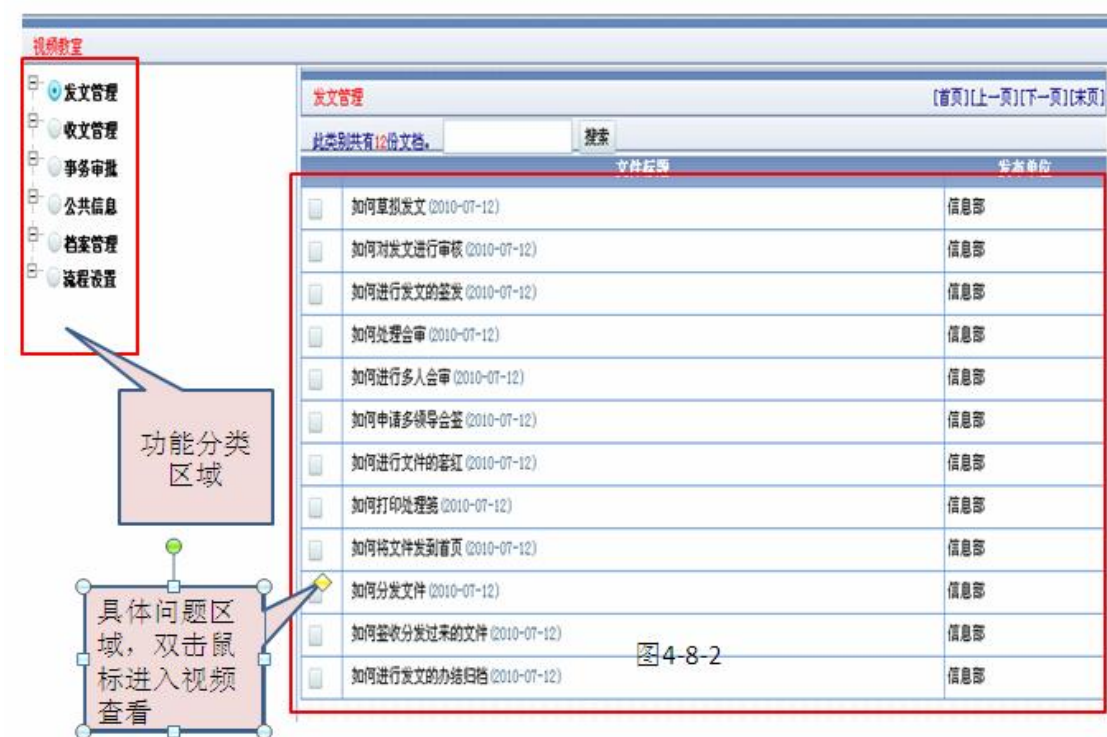 视频教室
发文管理
收文管理
事务审批
公共信息
档案管理
流程设置
功能分类
区域
具体问题区
域，双击鼠
标进入视频
查看
发文管理 [首页][上一页][下一页][末页]
此类别共有12份文档。 搜索
文件标题 发布单位
如何草拟发文(2010-07-12) 信息部
如何对发文进行审核(2010-07-12) 信息部
如何进行发文的签发(2010-07-12) 信息部
如何处理会审(2010-07-12) 信息部
如何进行多人会审(2010-07-12) 信息部
如何申请多领导会签(2010-07-12) 信息部
如何进行文件的套红(2010-07-12) 信息部
如何打印处理笺(2010-07-12) 信息部
如何将文件发到首页(2010-07-12) 信息部
如何分发文件(2010-07-12) 信息部
如何签收分发过来的文件(2010-07-12) 信息部
如何进行发文的办结归档(2010-07-12) 信息部
图4-8-2